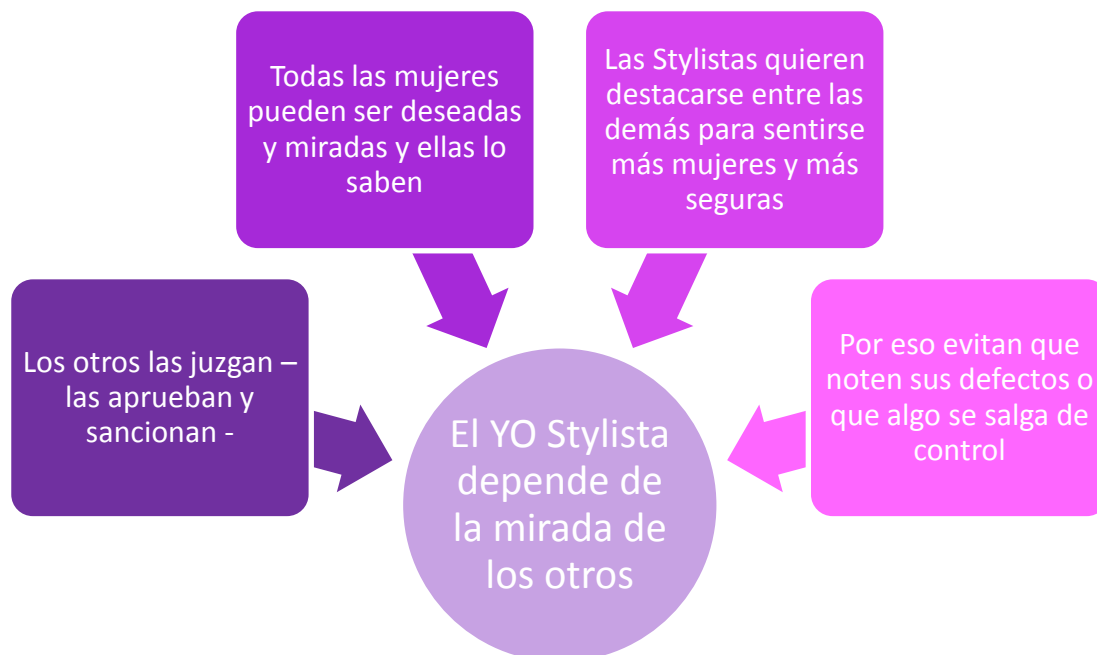 Todas las mujeres
pueden ser deseadas
y miradas y ellas lo
saben
Las Stylistas quieren
destacarse entre las
demás para sentirse
más mujeres y más
seguras
Los otros las juzgan –
las aprueban y
sancionan -
Por eso evitan que
noten sus defectos o
que algo se salga de
control
El YO Stylista
depende de
la mirada de
los otros